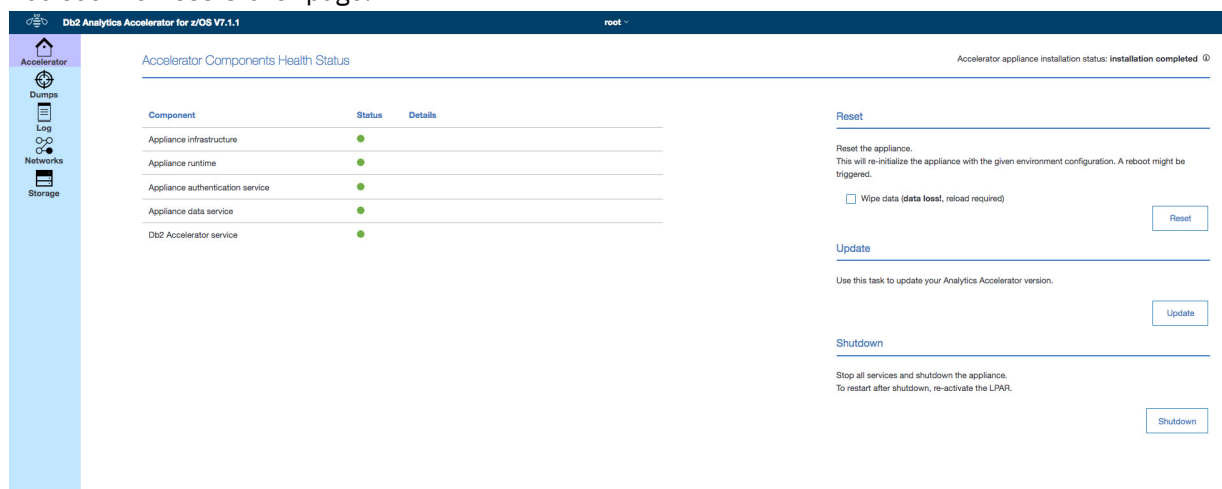 Db2 Analytics Accelerator for z/OS V7.1.1
root
Accelerator
Dumps
Log
Networks
Storage
Accelerator Components Health Status
Accelerator appliance installation status: installation completed
Component Status Details
Appliance infrastructure
Appliance runtime
Appliance authentication service
Appliance data service
Db2 Accelerator service
Reset
Reset the appliance.
This will re-initialize the appliance with the given environment configuration. A reboot might be
triggered.
Wipe data (data loss!, reload required)
Reset
Update
Use this task to update your Analytics Accelerator version.
Update
Shutdown
Stop all services and shutdown the appliance.
To restart after shutdown, re-activate the LPAR.
Shutdown